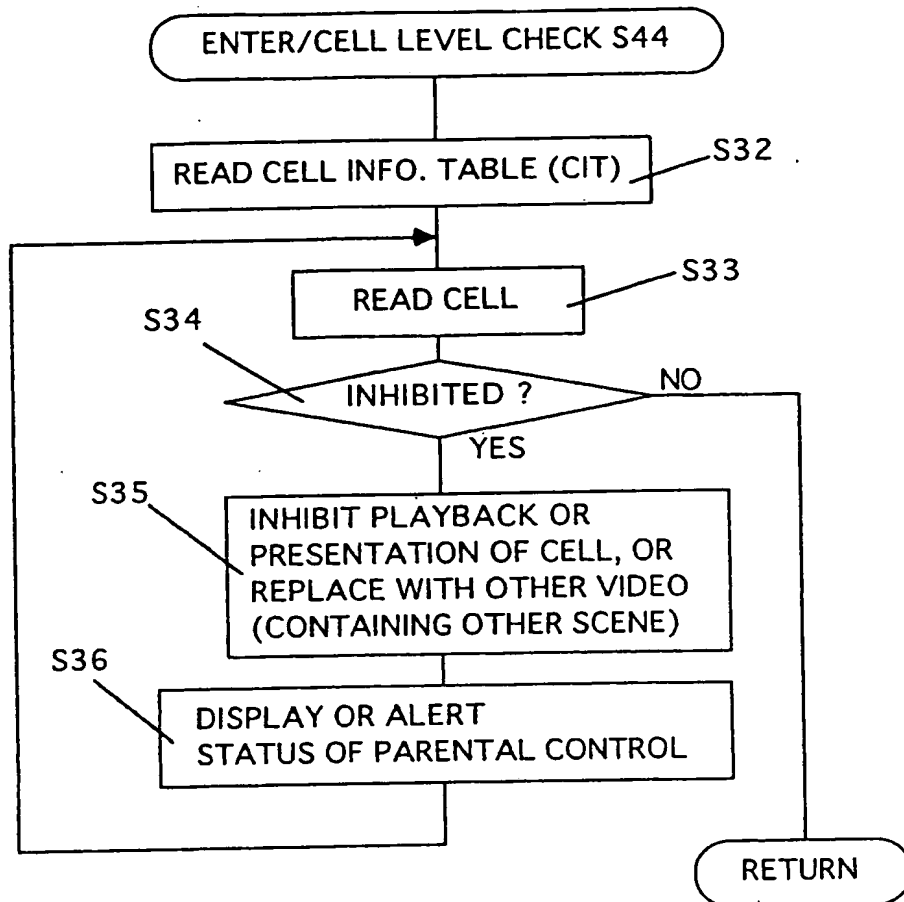 ENTER/CELL LEVEL CHECK S44
READ CELL INFO. TABLE (CIT)
S32
READ CELL
S33
S34
INHIBITED ?
NO
YES
S35
INHIBIT PLAYBACK OR
PRESENTATION OF CELL, OR
REPLACE WITH OTHER VIDEO
(CONTAINING OTHER SCENE)
S36
DISPLAY OR ALERT
STATUS OF PARENTAL CONTROL
RETURN